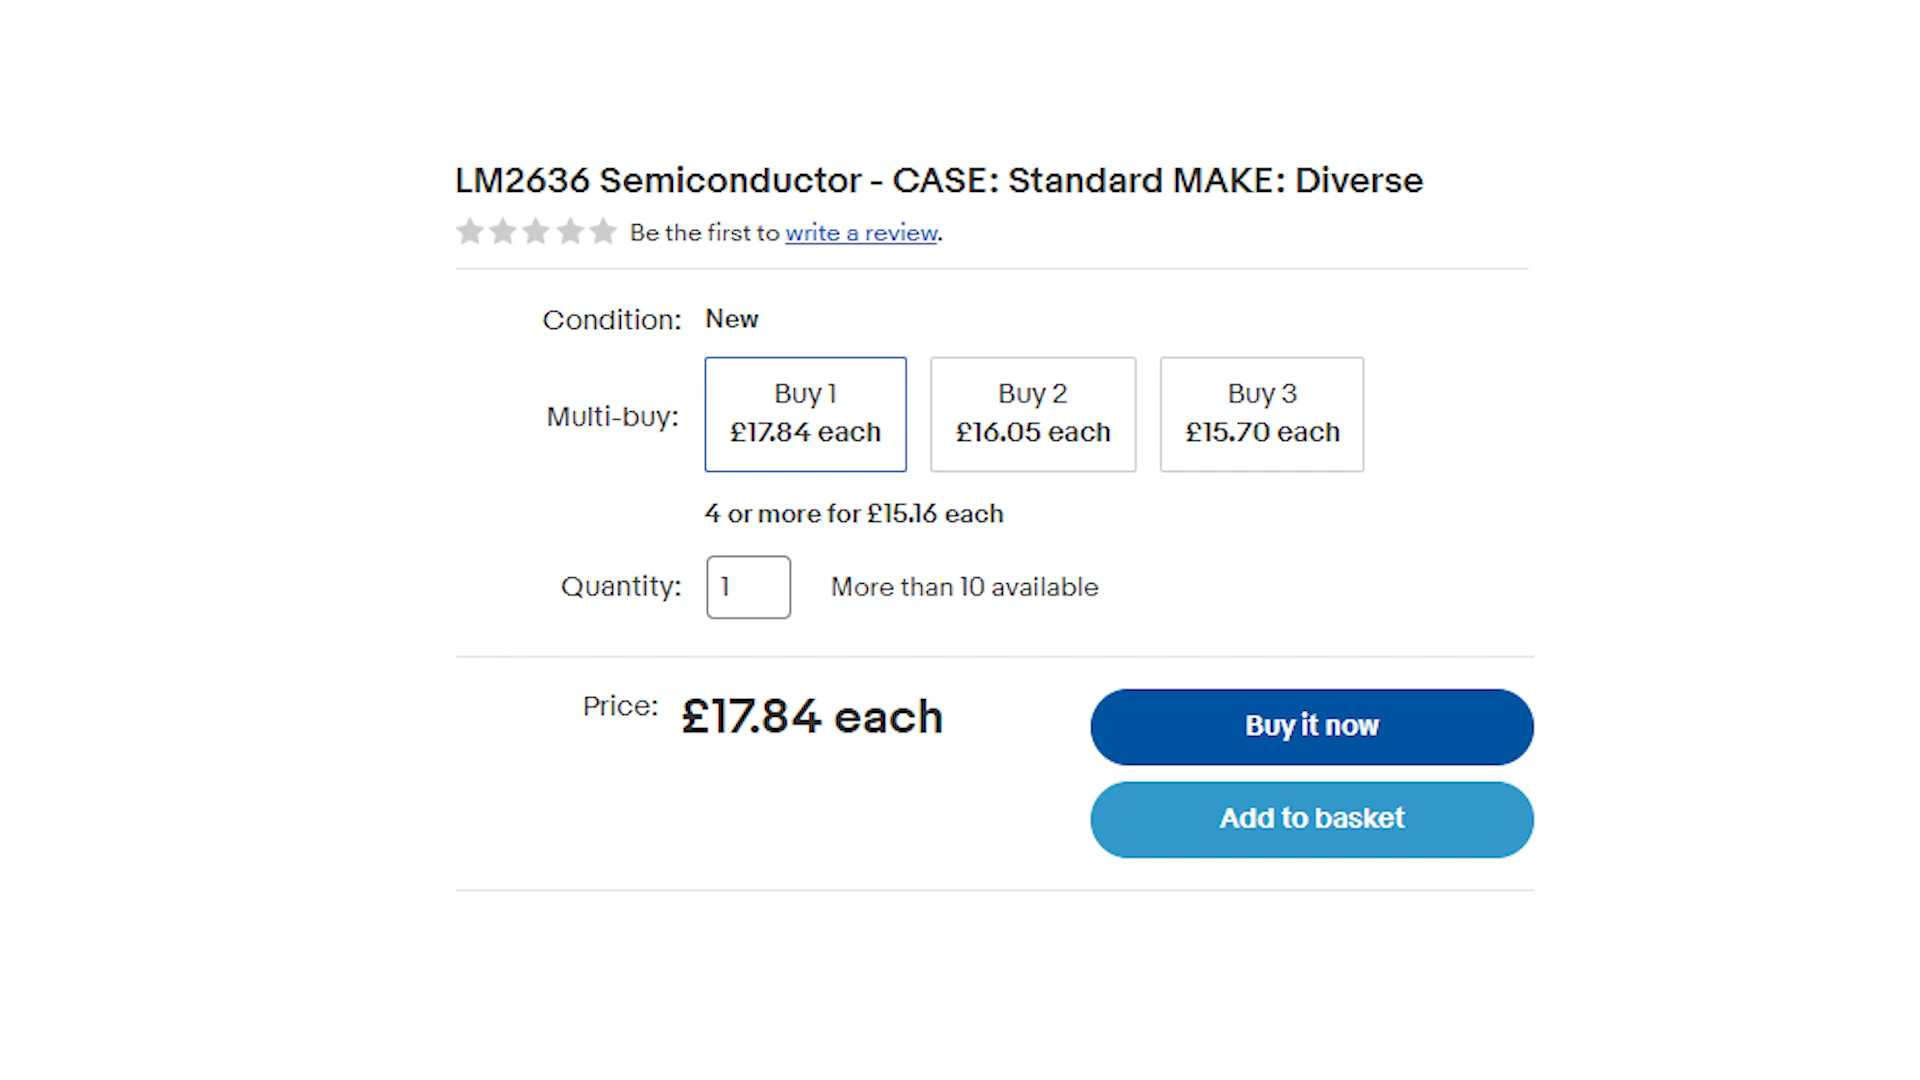 LM2636 Semiconductor - CASE: Standard MAKE: Diverse
Be the first to write a review.
Condition: New
Multi-buy:
Buy 1
£17.84 each
Buy 2
£16.05 each
Buy 3
£15.70 each
4 or more for £15.16 each
Quantity: 1 More than 10 available
Price: £17.84 each
Buy it now
Add to basket